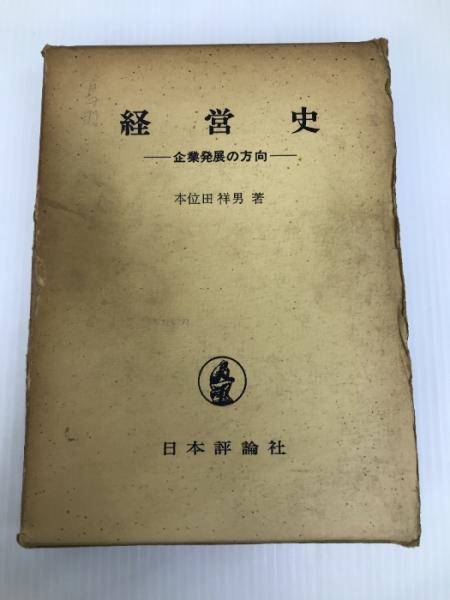 経営史
──企業発展の方向──
本位田祥男 著
日本評論社